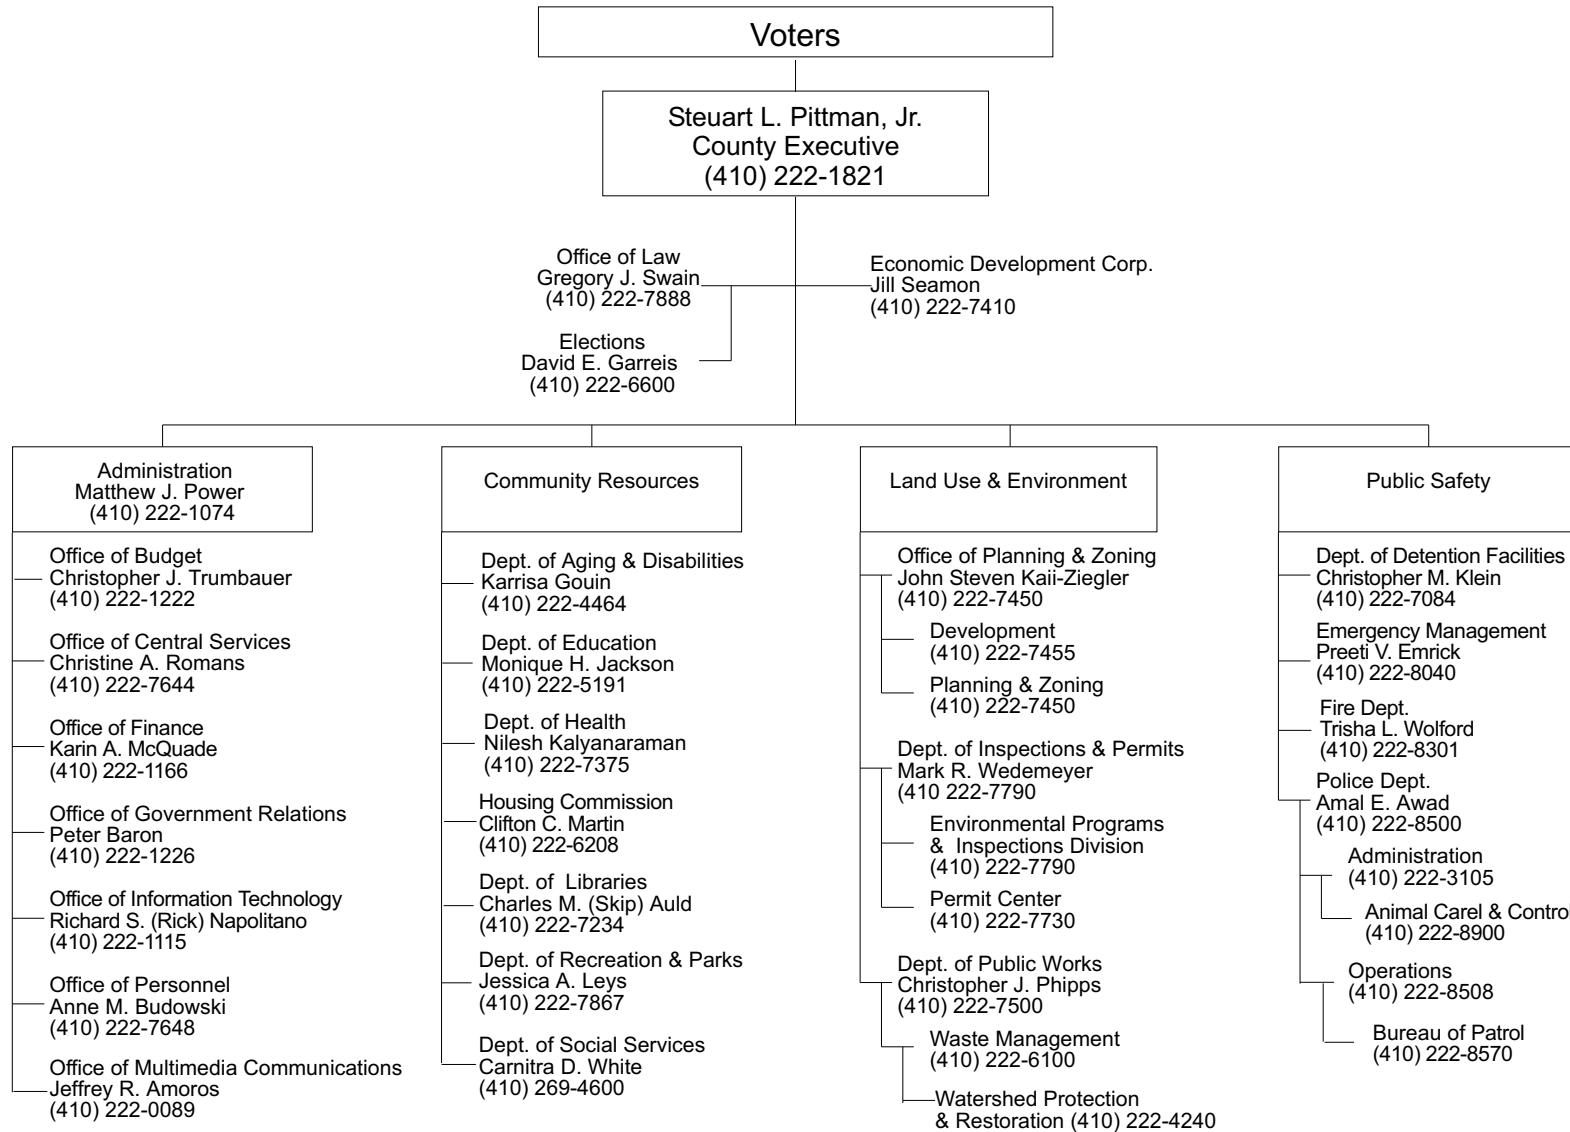 Voters
Steuart L. Pittman, Jr.
County Executive
(410) 222-1821
Office of Law
Gregory J. Swain
(410) 222-7888
Economic Development Corp.
Jill Seamon
(410) 222-7410
Elections
David E. Garreis
(410) 222-6600
Administration
Matthew J. Power
(410) 222-1074
Office of Budget
Christopher J. Trumbauer
(410) 222-1222
Office of Central Services
Christine A. Romans
(410) 222-7644
Office of Finance
Karin A. McQuade
(410) 222-1166
Office of Government Relations
Peter Baron
(410) 222-1226
Office of Information Technology
Richard S. (Rick) Napolitano
(410) 222-1115
Office of Personnel
Anne M. Budowski
(410) 222-7648
Office of Multimedia Communications
Jeffrey R. Amoros
(410) 222-0089
Community Resources
Dept. of Aging & Disabilities
Karrisa Gouin
(410) 222-4464
Dept. of Education
Monique H. Jackson
(410) 222-5191
Dept. of Health
Nilesh Kalyanaraman
(410) 222-7375
Housing Commission
Clifton C. Martin
(410) 222-6208
Dept. of  Libraries
Charles M. (Skip) Auld
(410) 222-7234
Dept. of Recreation & Parks
Jessica A. Leys
(410) 222-7867
Dept. of Social Services
Carnitra D. White
(410) 269-4600
Land Use & Environment
Office of Planning & Zoning
John Steven Kaii-Ziegler
(410) 222-7450
Development
(410) 222-7455
Planning & Zoning
(410) 222-7450
Dept. of Inspections & Permits
Mark R. Wedemeyer
(410 222-7790
Environmental Programs
&  Inspections Division
(410) 222-7790
Permit Center
(410) 222-7730
Dept. of Public Works
Christopher J. Phipps
(410) 222-7500
Waste Management
(410) 222-6100
Watershed Protection
& Restoration (410) 222-4240
Public Safety
Dept. of Detention Facilities
Christopher M. Klein
(410) 222-7084
Emergency Management
Preeti V. Emrick
(410) 222-8040
Fire Dept.
Trisha L. Wolford
(410) 222-8301
Police Dept.
Amal E. Awad
(410) 222-8500
Administration
(410) 222-3105
Animal Carel & Control
(410) 222-8900
Operations
(410) 222-8508
Bureau of Patrol
(410) 222-8570